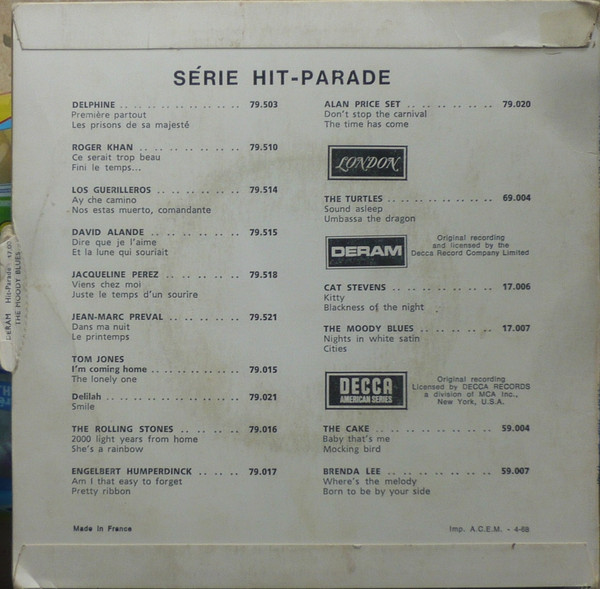 SÉRIE HIT-PARADE
DELPHINE .. .. .. .. .. .. .. .. 79.503
Première partout
Les prisons de sa majesté
ROGER KHAN .. .. .. .. .. .. .. 79.510
Ce serait trop beau
Fini le temps...
LOS GUERILLEROS .. .. .. .. .. 79.514
Ay che camino
Nos estas muerto, comandante
DAVID ALANDE .. .. .. .. .. .. 79.515
Dire que je l'aime
Et la lune qui souriait
JACQUELINE PEREZ .. .. .. .. .. 79.518
Viens chez moi
Juste le temps d'un sourire
JEAN-MARC PREVAL .. .. .. .. 79.521
Dans ma nuit
Le printemps
TOM JONES
I'm coming home .. .. .. .. .. .. 79.015
The lonely one
Delilah .. .. .. .. .. .. .. .. .. 79.021
Smile
THE ROLLING STONES .. .. .. .. 79.016
2000 light years from home
She's a rainbow
ENGELBERT HUMPERDINCK .. .. .. 79.017
Am I that easy to forget
Pretty ribbon
Made in France
ALAN PRICE SET .. .. .. .. .. .. 79.020
Don't stop the carnival
The time has come
LONDON
THE TURTLES .. .. .. .. .. .. .. 69.004
Sound asleep
Umbassa the dragon
DERAM
Original recording
and licensed by the
Decca Record Company Limited
CAT STEVENS .. .. .. .. .. .. .. 17.006
Kitty
Blackness of the night
THE MOODY BLUES .. .. .. .. .. 17.007
Nights in white satin
Cities
DECCA
AMERICAN SERIES
Original recording
Licensed by DECCA RECORDS
a division of MCA Inc.,
New York, U.S.A.
THE CAKE .. .. .. .. .. .. .. .. 59.004
Baby that's me
Mocking bird
BRENDA LEE .. .. .. .. .. .. .. 59.007
Where's the melody
Born to be by your side
Imp. A.C.E.M. - 4-68
DERAM Hit-Parade
THE MOODY BLUES